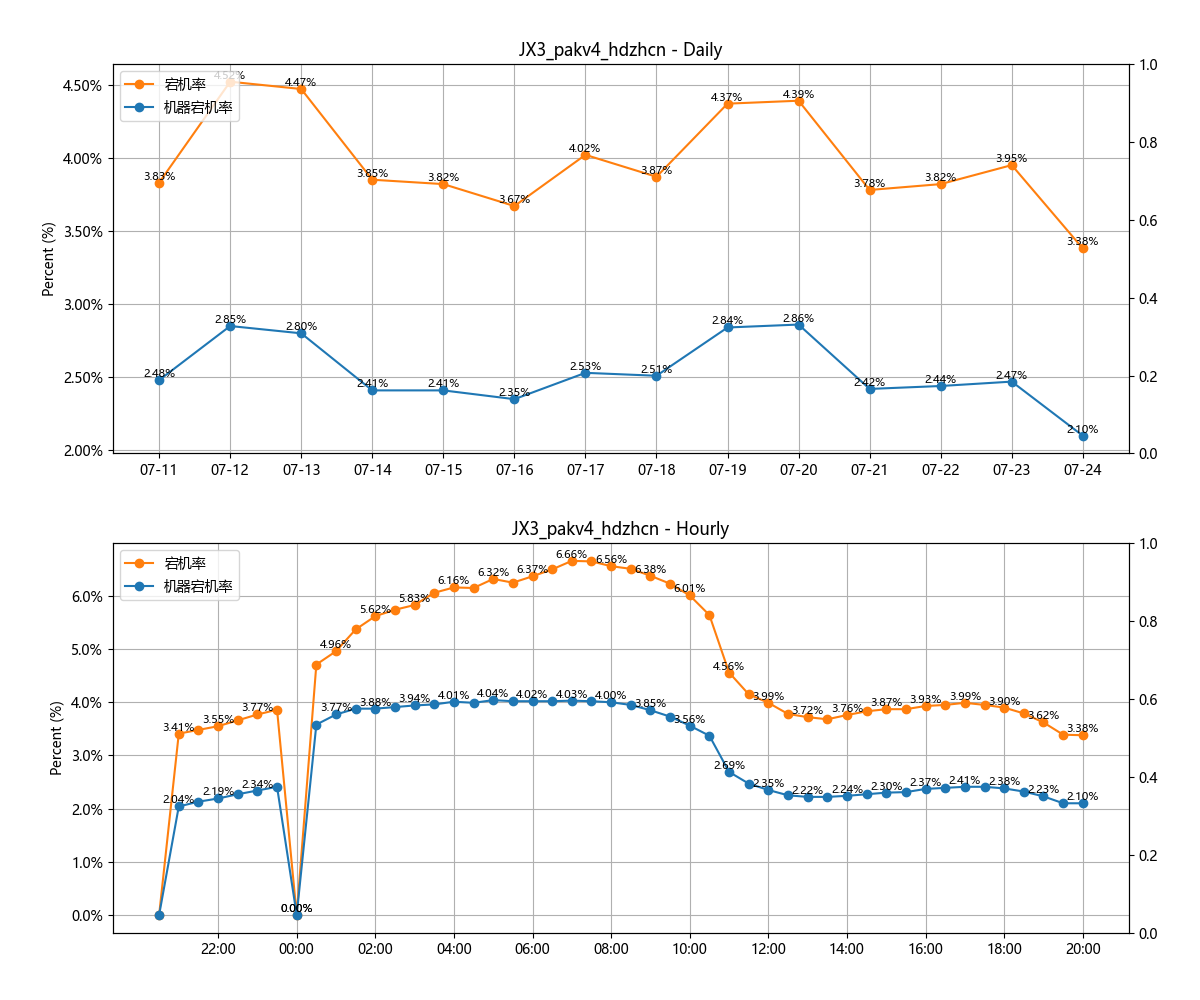 JX3_pakv4_hdzhcn - Daily
宕机率
机器宕机率
Percent (%)
4.50%
4.00%
3.50%
3.00%
2.50%
2.00%
1.0
0.8
0.6
0.4
0.2
0.0
3.83% 4.52% 4.47% 3.85% 3.82% 3.67% 4.02% 3.87% 4.37% 4.39% 3.78% 3.82% 3.95% 3.38%
2.48% 2.85% 2.80% 2.41% 2.41% 2.35% 2.53% 2.51% 2.84% 2.86% 2.42% 2.44% 2.47% 2.10%
07-11 07-12 07-13 07-14 07-15 07-16 07-17 07-18 07-19 07-20 07-21 07-22 07-23 07-24
JX3_pakv4_hdzhcn - Hourly
宕机率
机器宕机率
Percent (%)
6.0%
5.0%
4.0%
3.0%
2.0%
1.0%
0.0%
1.0
0.8
0.6
0.4
0.2
0.0
3.41% 3.55% 3.77% 0.00% 4.96% 5.62% 5.83% 6.16% 6.32% 6.37% 6.66% 6.56% 6.38% 6.01% 4.56% 3.99% 3.72% 3.76% 3.87% 3.93% 3.99% 3.90% 3.62% 3.38%
2.04% 2.19% 2.34% 0.00% 3.77% 3.88% 3.94% 4.01% 4.04% 4.02% 4.03% 4.00% 3.85% 3.56% 2.69% 2.35% 2.22% 2.24% 2.30% 2.37% 2.41% 2.38% 2.23% 2.10%
22:00 00:00 02:00 04:00 06:00 08:00 10:00 12:00 14:00 16:00 18:00 20:00